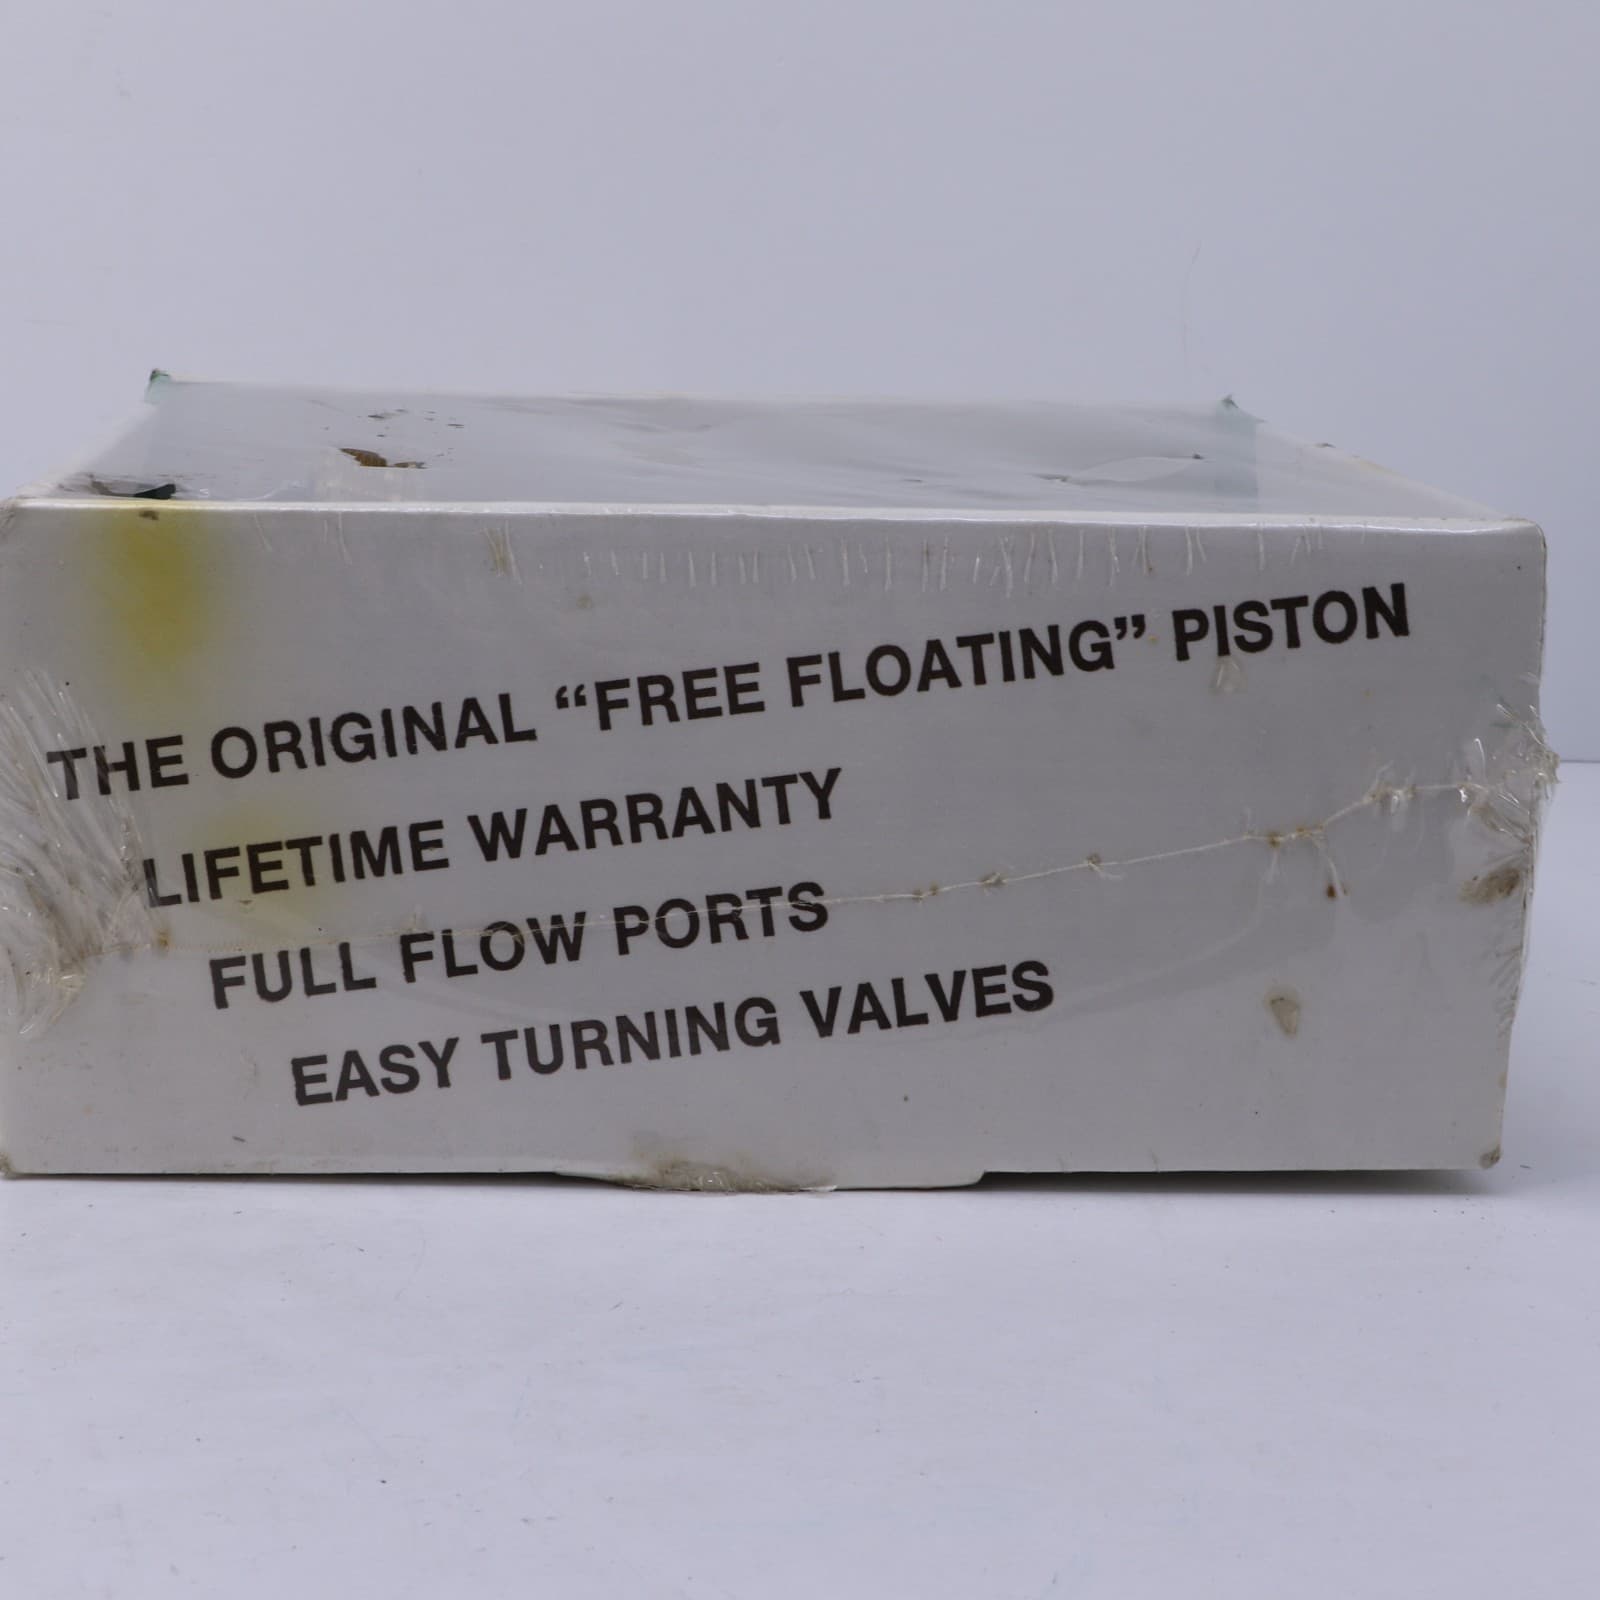 THE ORIGINAL “FREE FLOATING” PISTON
LIFETIME WARRANTY
FULL FLOW PORTS
EASY TURNING VALVES